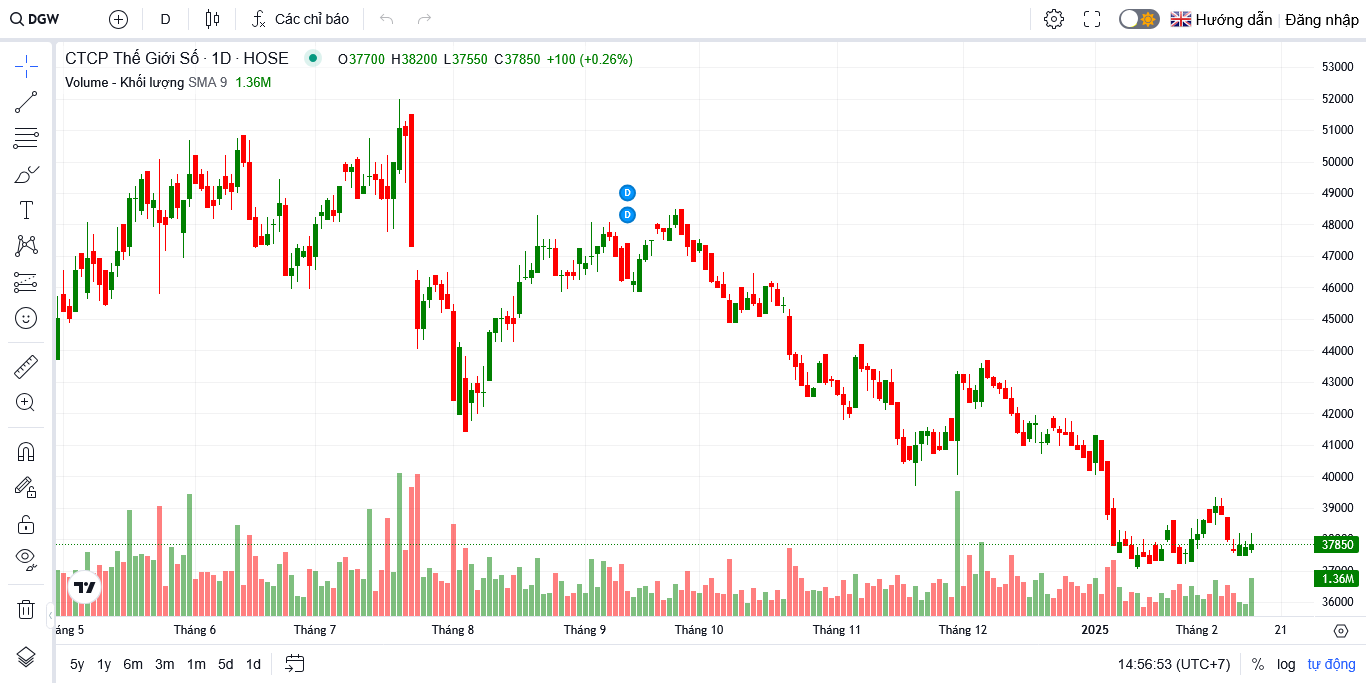 DGW D Các chỉ báo Hướng dẫn Đăng nhập
CTCP Thế Giới Số · 1D · HOSE O37700 H38200 L37550 C37850 +100 (+0.26%)
Volume - Khối lượng SMA 9 1.36M
D
D
53000
52000
51000
50000
49000
48000
47000
46000
45000
44000
43000
42000
41000
40000
39000
37850
37000
1.36M
36000
áng 5 Tháng 6 Tháng 7 Tháng 8 Tháng 9 Tháng 10 Tháng 11 Tháng 12 2025 Tháng 2 21
5y 1y 6m 3m 1m 5d 1d 14:56:53 (UTC+7) % log tự động